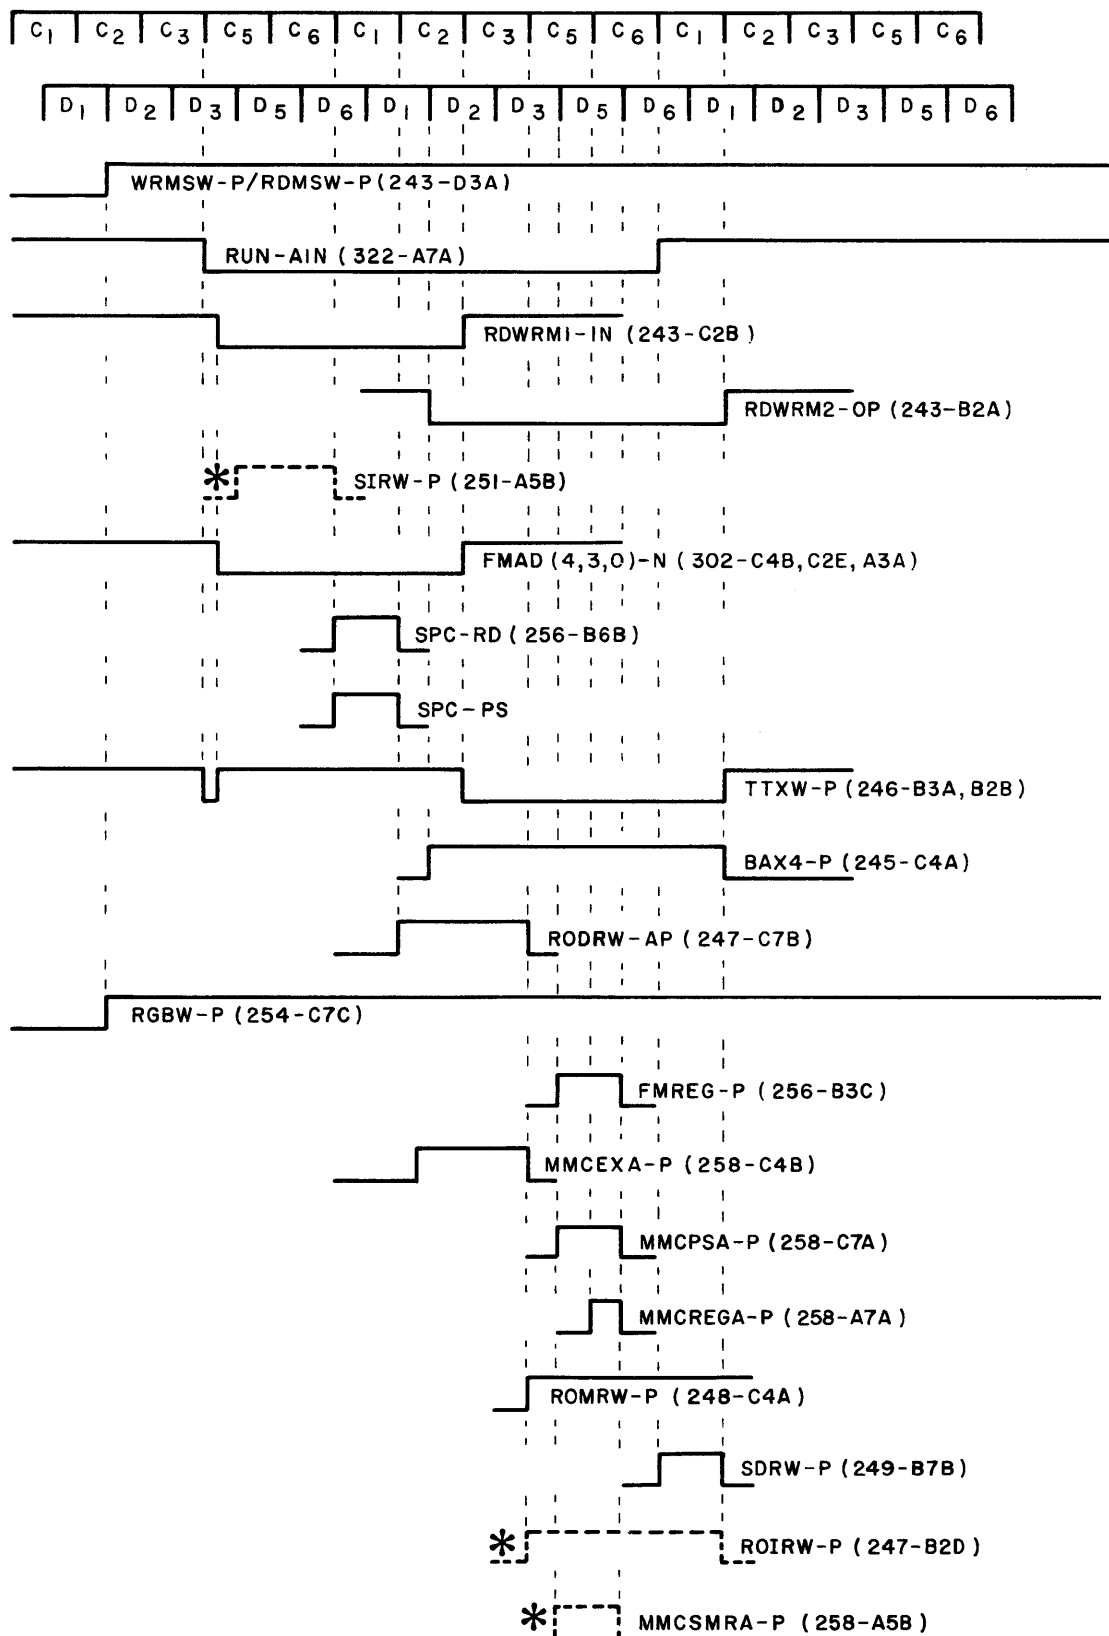 C1 C2 C3 C5 C6 C1 C2 C3 C5 C6 C1 C2 C3 C5 C6
D1 D2 D3 D5 D6 D1 D2 D3 D5 D6 D1 D2 D3 D5 D6
WRMSW-P/RDMSW-P (243-D3A)
RUN-AIN (322-A7A)
RDWRM1-IN (243-C2B)
RDWRM2-OP (243-B2A)
* SIRW-P (251-A5B)
FMAD (4,3,0)-N (302-C4B, C2E, A3A)
SPC-RD (256-B6B)
SPC-PS
TTXW-P (246-B3A, B2B)
BAX4-P (245-C4A)
RODRW-AP (247-C7B)
RGBW-P (254-C7C)
FMREG-P (256-B3C)
MMCEXA-P (258-C4B)
MMCPSA-P (258-C7A)
MMCREGA-P (258-A7A)
ROMRW-P (248-C4A)
SDRW-P (249-B7B)
* ROIRW-P (247-B2D)
* MMCSMRA-P (258-A5B)